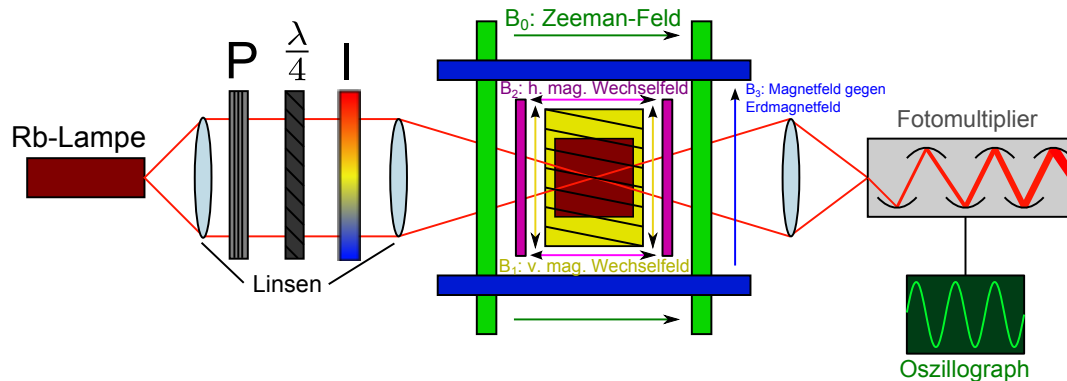 B₀: Zeeman-Feld
P
λ/4
I
B₂: h. mag. Wechselfeld
B₃: Magnetfeld gegen
Erdmagnetfeld
Fotomultiplier
Rb-Lampe
B₁: v. mag. Wechselfeld
Linsen
Oszillograph